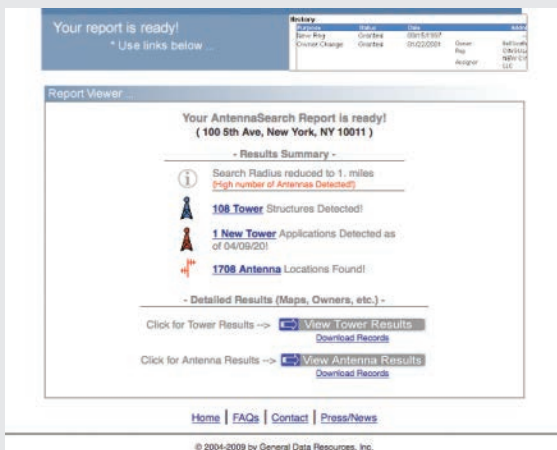 Your report is ready!
* Use links below ...
History
Purpose Status Date
New Reg Granted
Owner Change Granted 01/22/2001 Owner
Rep
Assignor
LLC
Report Viewer ...
Your AntennaSearch Report is ready!
( 100 5th Ave, New York, NY 10011 )
- Results Summary -
Search Radius reduced to 1. miles
(High number of Antennas Detected!)
108 Tower Structures Detected!
1 New Tower Applications Detected as
of 04/09/20!
1708 Antenna Locations Found!
- Detailed Results (Maps, Owners, etc.) -
Click for Tower Results --> View Tower Results
Download Records
Click for Antenna Results --> View Antenna Results
Download Records
Home | FAQs | Contact | Press/News
© 2004-2009 by General Data Resources, Inc.